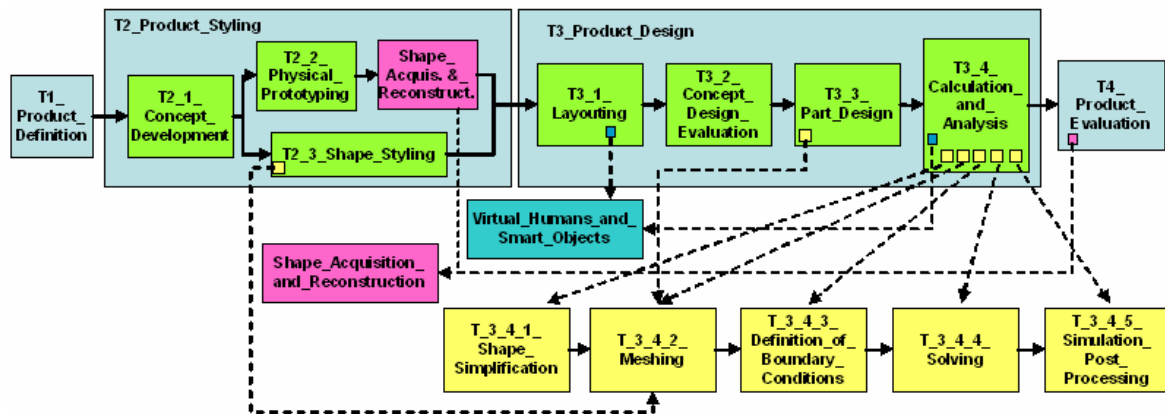 T2_Product_Styling
T3_Product_Design
T1_
Product_
Definition
T2_1_
Concept_
Development
T2_2_
Physical_
Prototyping
Shape_
Acquis. &_
Reconstruct.
T2_3_Shape_Styling
T3_1_
Layouting
T3_2_
Concept_
Design_
Evaluation
T3_3_
Part_Design
T3_4_
Calculation_
and_
Analysis
T4_
Product_
Evaluation
Virtual_Humans_and_
Smart_Objects
Shape_Acquisition_
and_Reconstruction
T_3_4_1_
Shape_
Simplification
T_3_4_2_
Meshing
T_3_4_3_
Definition_of_
Boundary_
Conditions
T_3_4_4_
Solving
T_3_4_5_
Simulation_
Post_
Processing